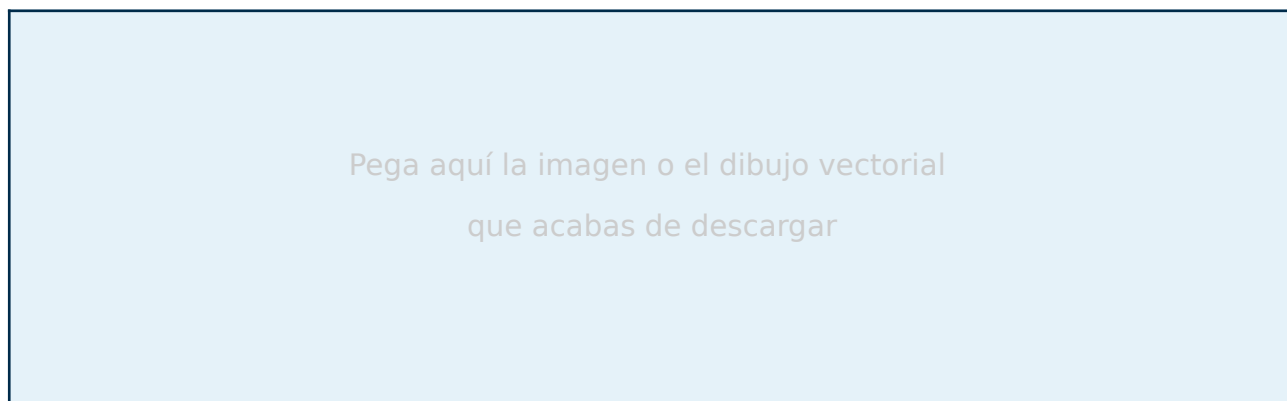 Pega aquí la imagen o el dibujo vectorial
que acabas de descargar